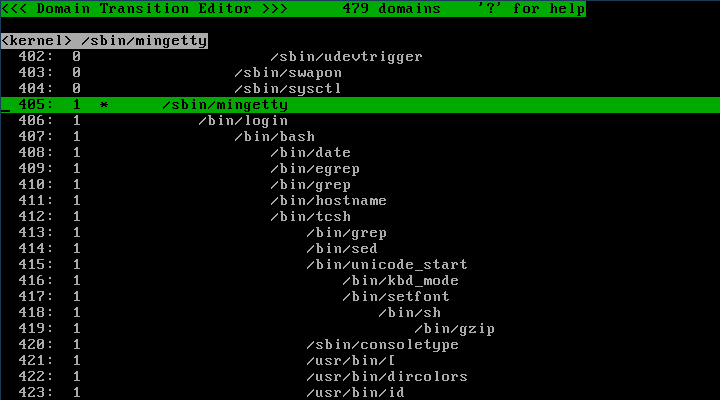 <<< Domain Transition Editor >>>      479 domains    '?' for help
<kernel> /sbin/mingetty
402:  0                     /sbin/udevtrigger
403:  0                 /sbin/swapon
404:  0                 /sbin/sysctl
_ 405:  1  *      /sbin/mingetty
406:  1             /bin/login
407:  1                 /bin/bash
408:  1                     /bin/date
409:  1                     /bin/egrep
410:  1                     /bin/grep
411:  1                     /bin/hostname
412:  1                     /bin/tcsh
413:  1                         /bin/grep
414:  1                         /bin/sed
415:  1                         /bin/unicode_start
416:  1                             /bin/kbd_mode
417:  1                             /bin/setfont
418:  1                                 /bin/sh
419:  1                                     /bin/gzip
420:  1                         /sbin/consoletype
421:  1                         /usr/bin/[
422:  1                         /usr/bin/dircolors
423:  1                         /usr/bin/id